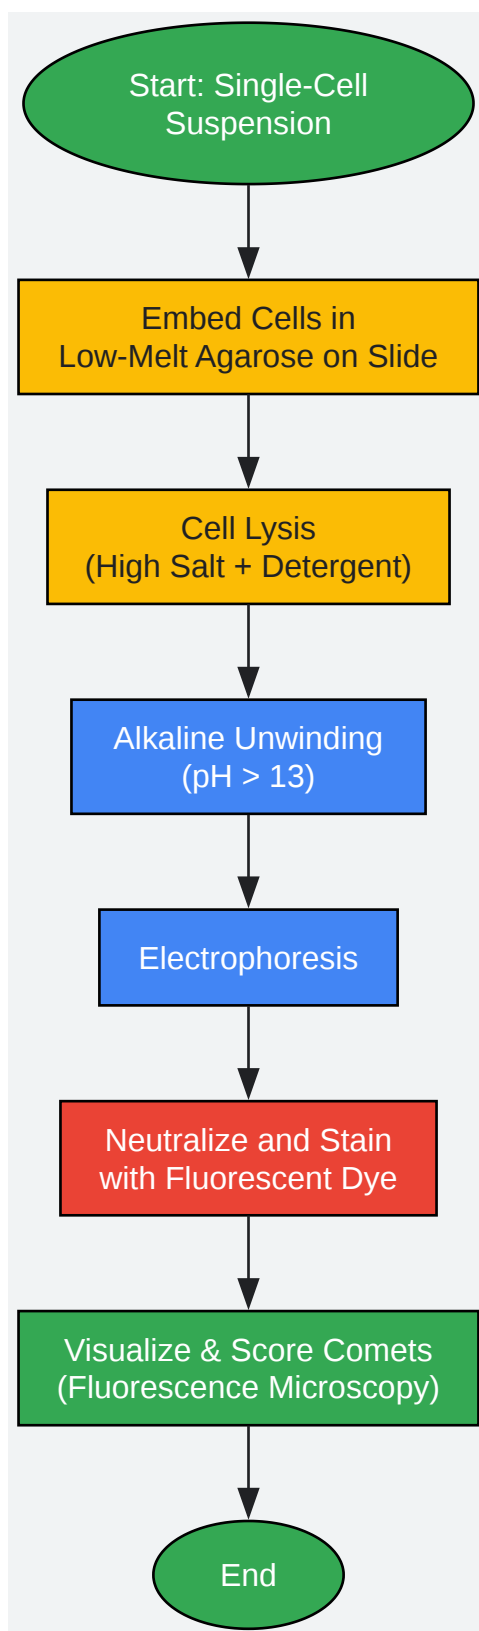 Start: Single-Cell
Suspension
Embed Cells in
Low-Melt Agarose on Slide
Cell Lysis
(High Salt + Detergent)
Alkaline Unwinding
(pH > 13)
Electrophoresis
Neutralize and Stain
with Fluorescent Dye
Visualize & Score Comets
(Fluorescence Microscopy)
End